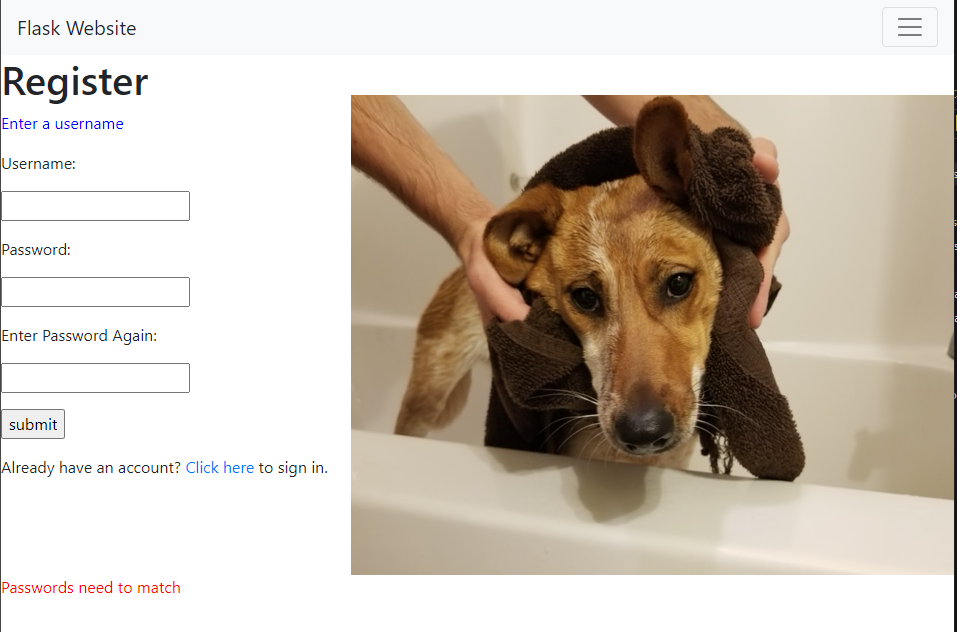 Flask Website
Register
Enter a username
Username:
Password:
Enter Password Again:
submit
Already have an account? Click here to sign in.
Passwords need to match